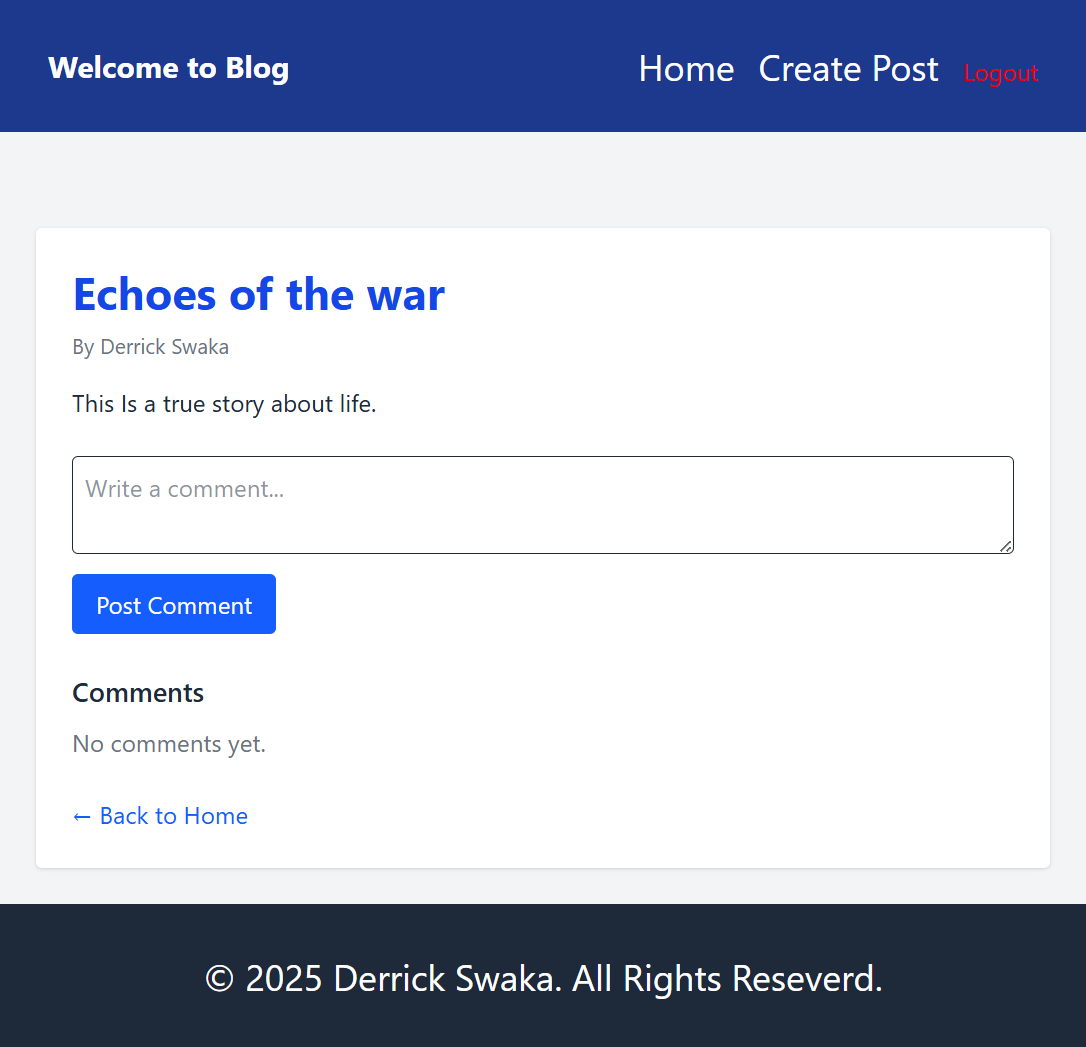 Welcome to Blog
Home Create Post Logout
Echoes of the war
By Derrick Swaka
This Is a true story about life.
Write a comment...
Post Comment
Comments
No comments yet.
← Back to Home
© 2025 Derrick Swaka. All Rights Reseverd.